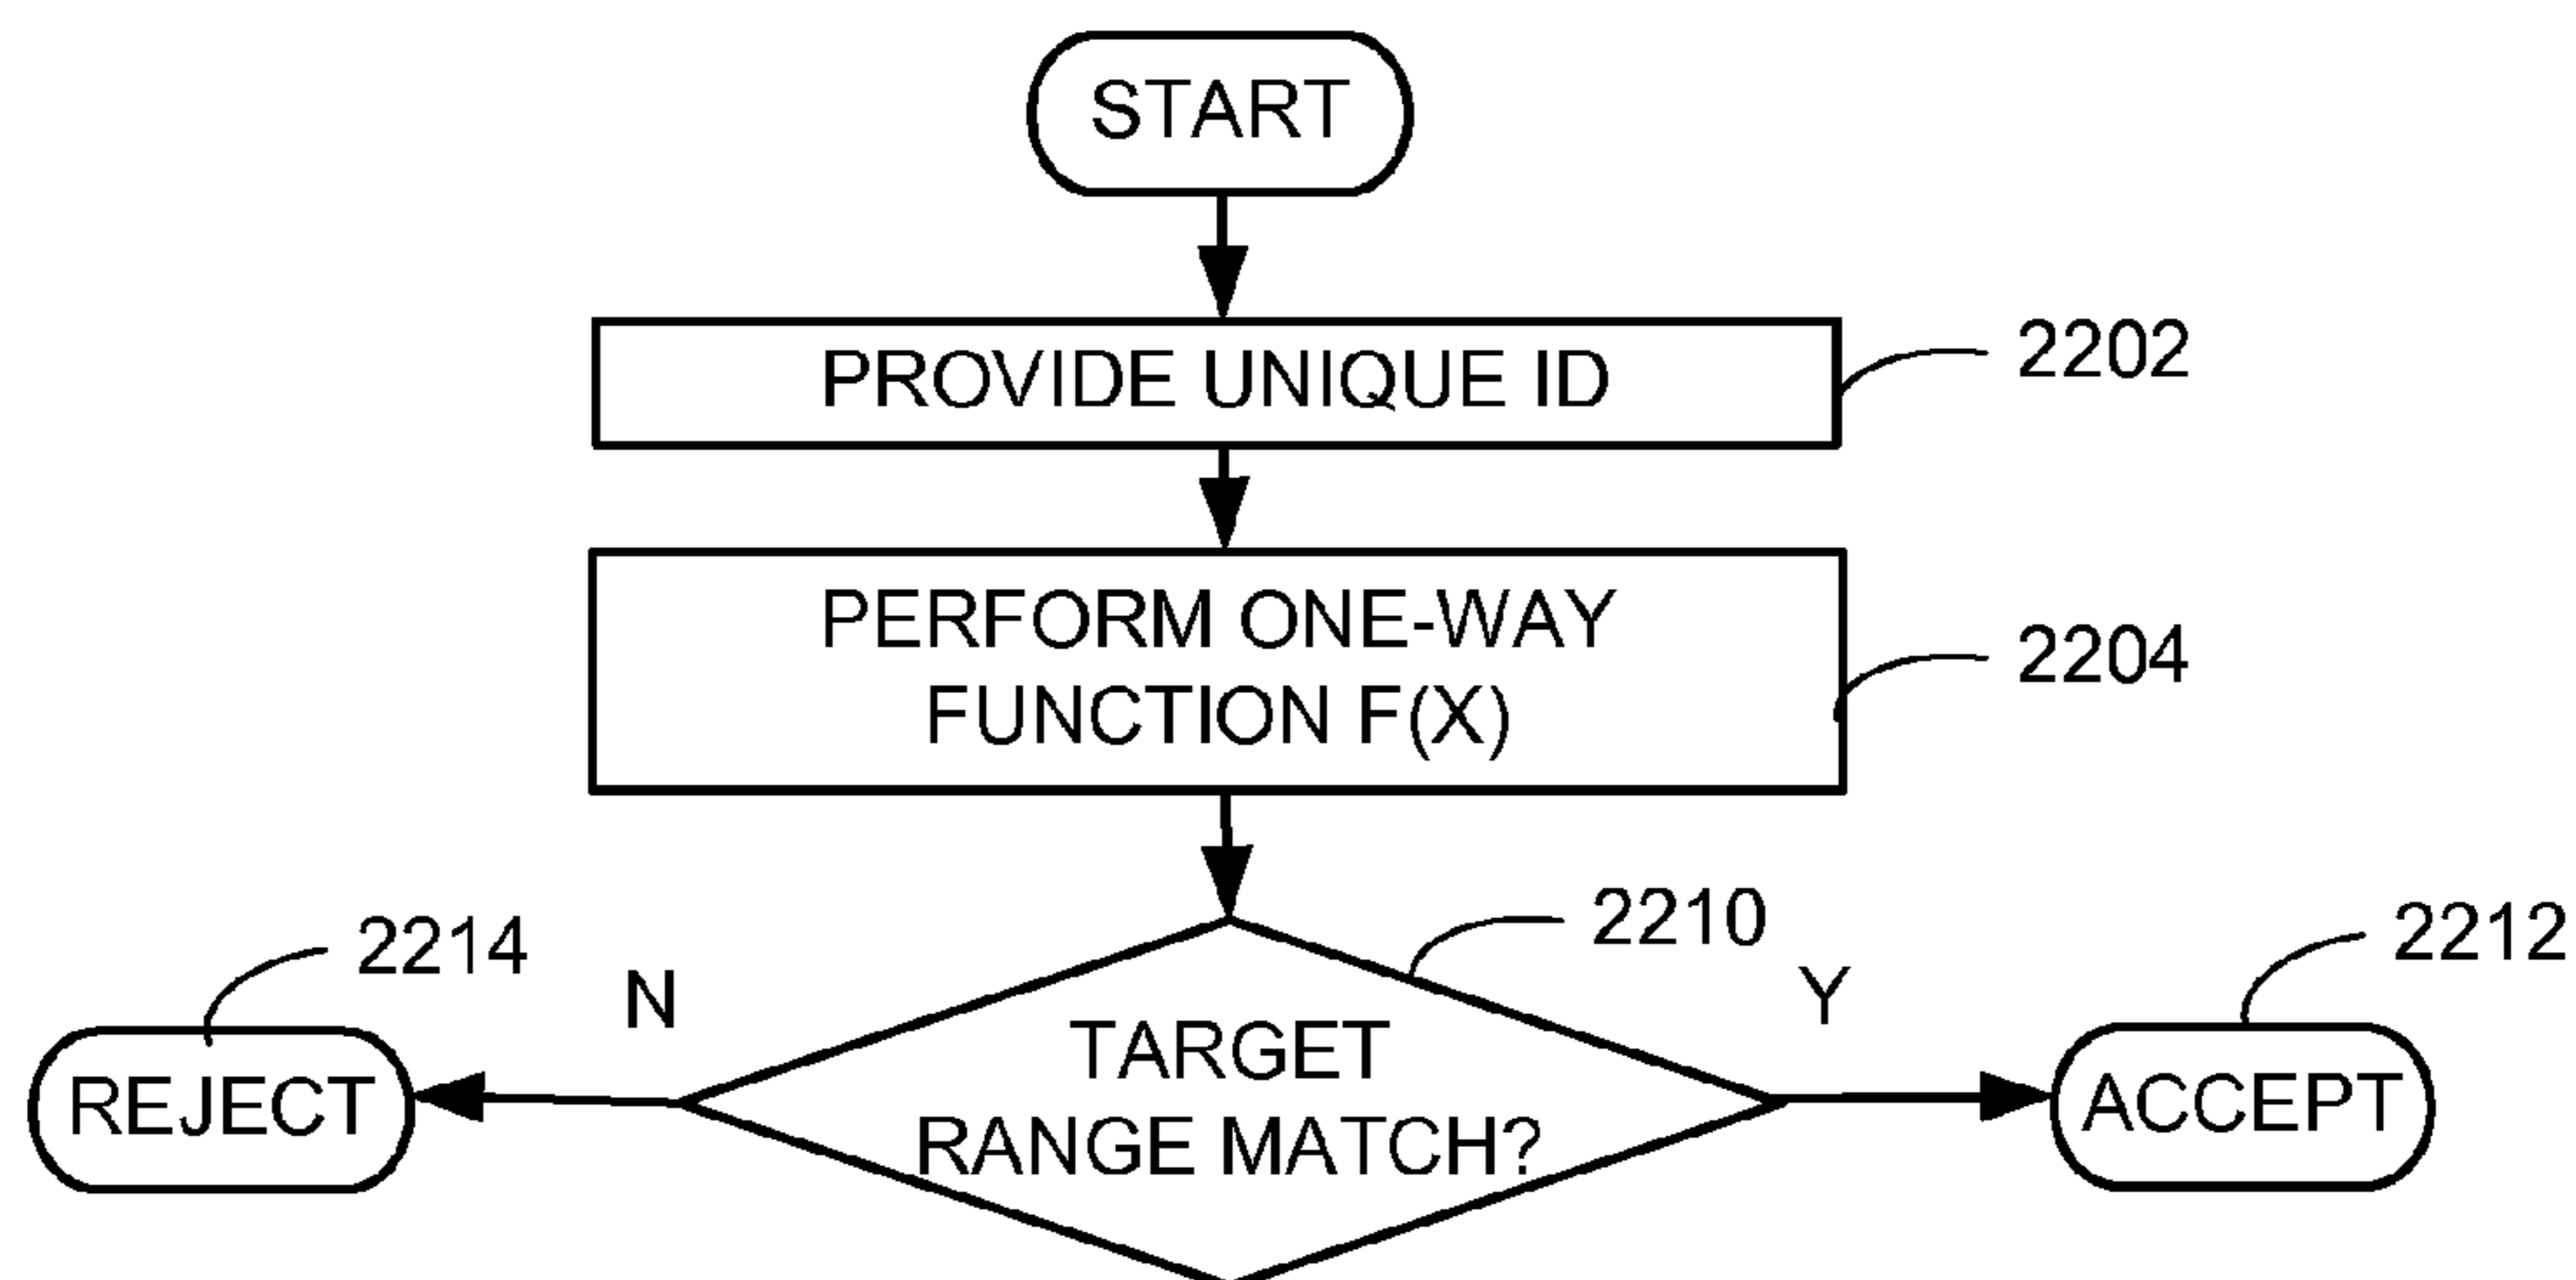 START
PROVIDE UNIQUE ID
2202
PERFORM ONE-WAY
FUNCTION F(X)
2204
2210
2214
N
Y
2212
TARGET
RANGE MATCH?
REJECT
ACCEPT